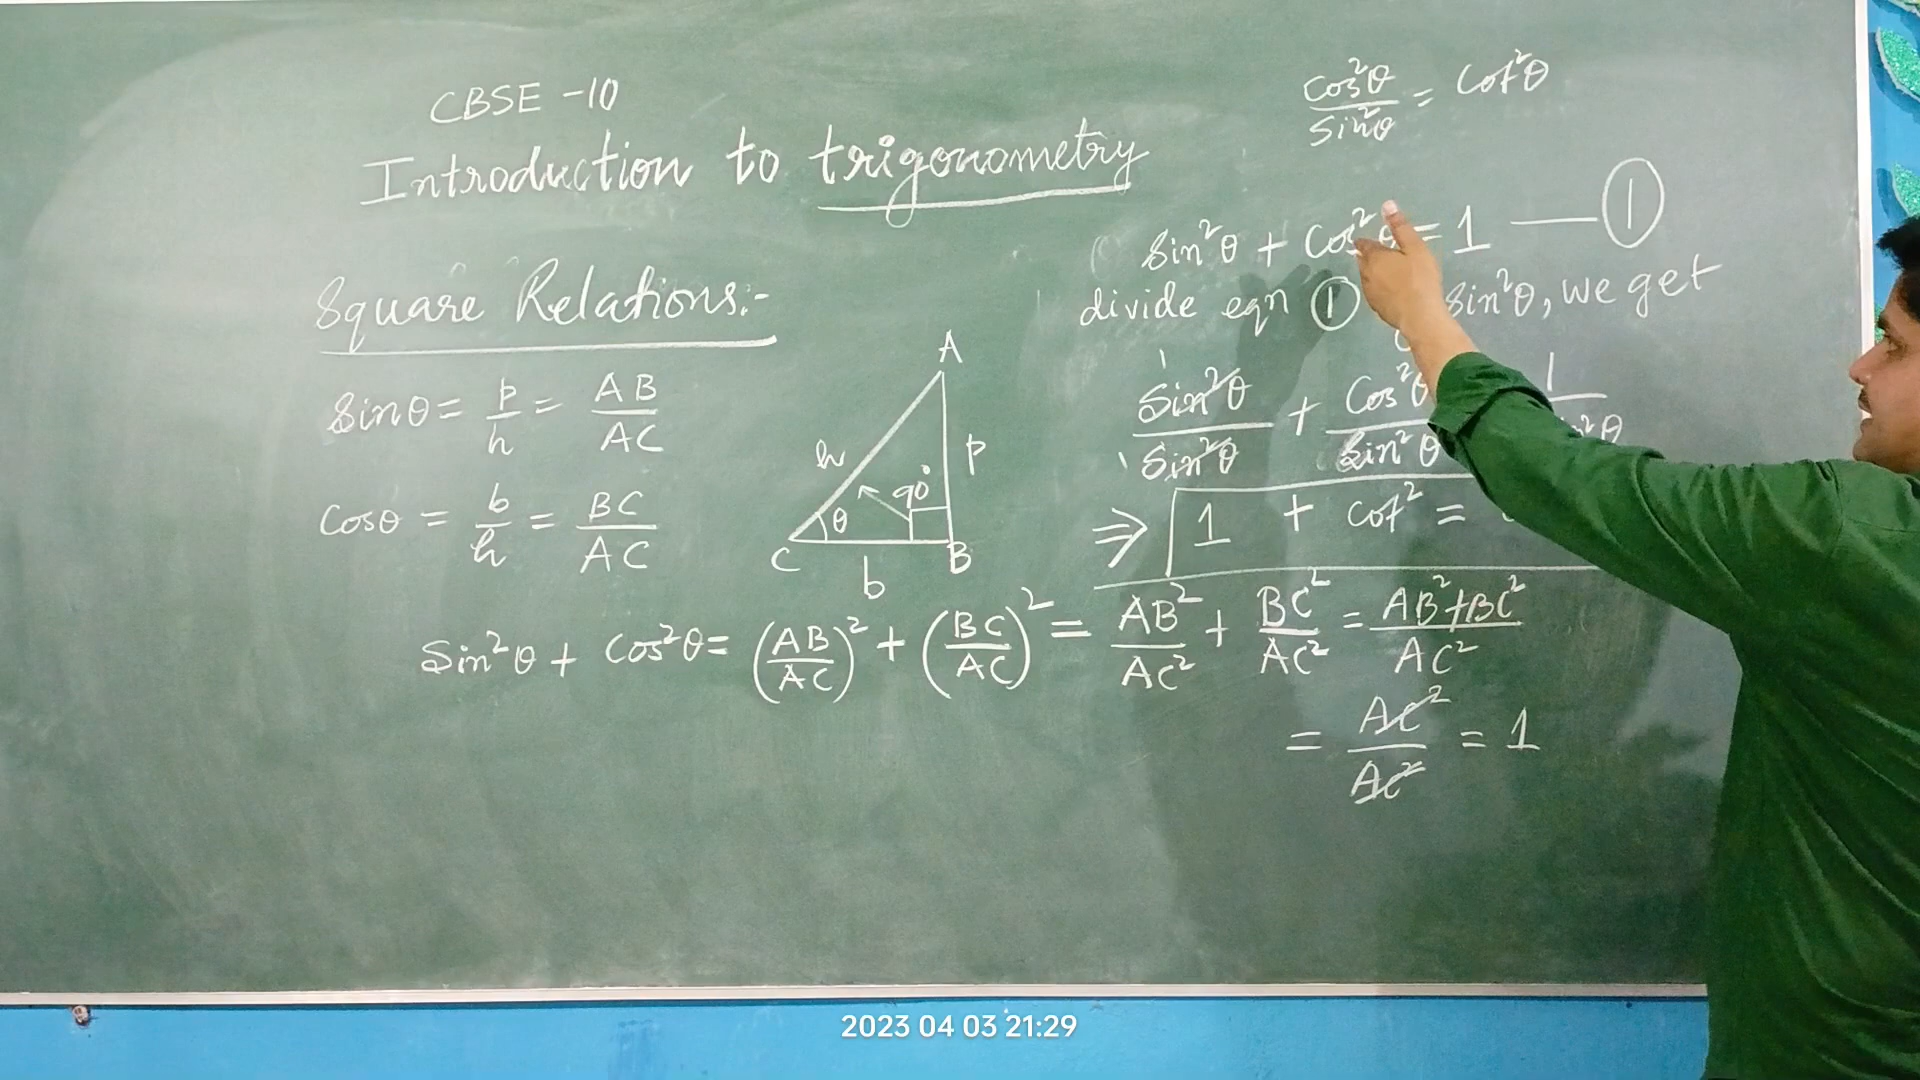 CBSE -10
Introduction to trigonometry
Square Relations:-
Sinθ = p/h = AB/AC
Cosθ = b/h = BC/AC
A
h
p
90°
θ
C
B
b
Sin²θ + Cos²θ = (AB/AC)² + (BC/AC)² = AB²/AC² + BC²/AC² = AB²+BC²/AC²
= AC²/AC² = 1
Cos²θ/Sin²θ = Cot²θ
Sin²θ + Cos²θ = 1 —— ①
divide eqn ① Sin²θ, we get
Sin²θ/Sin²θ + Cos²θ/Sin²θ 1/
⇒ 1 + cot² =
2023 04 03 21:29